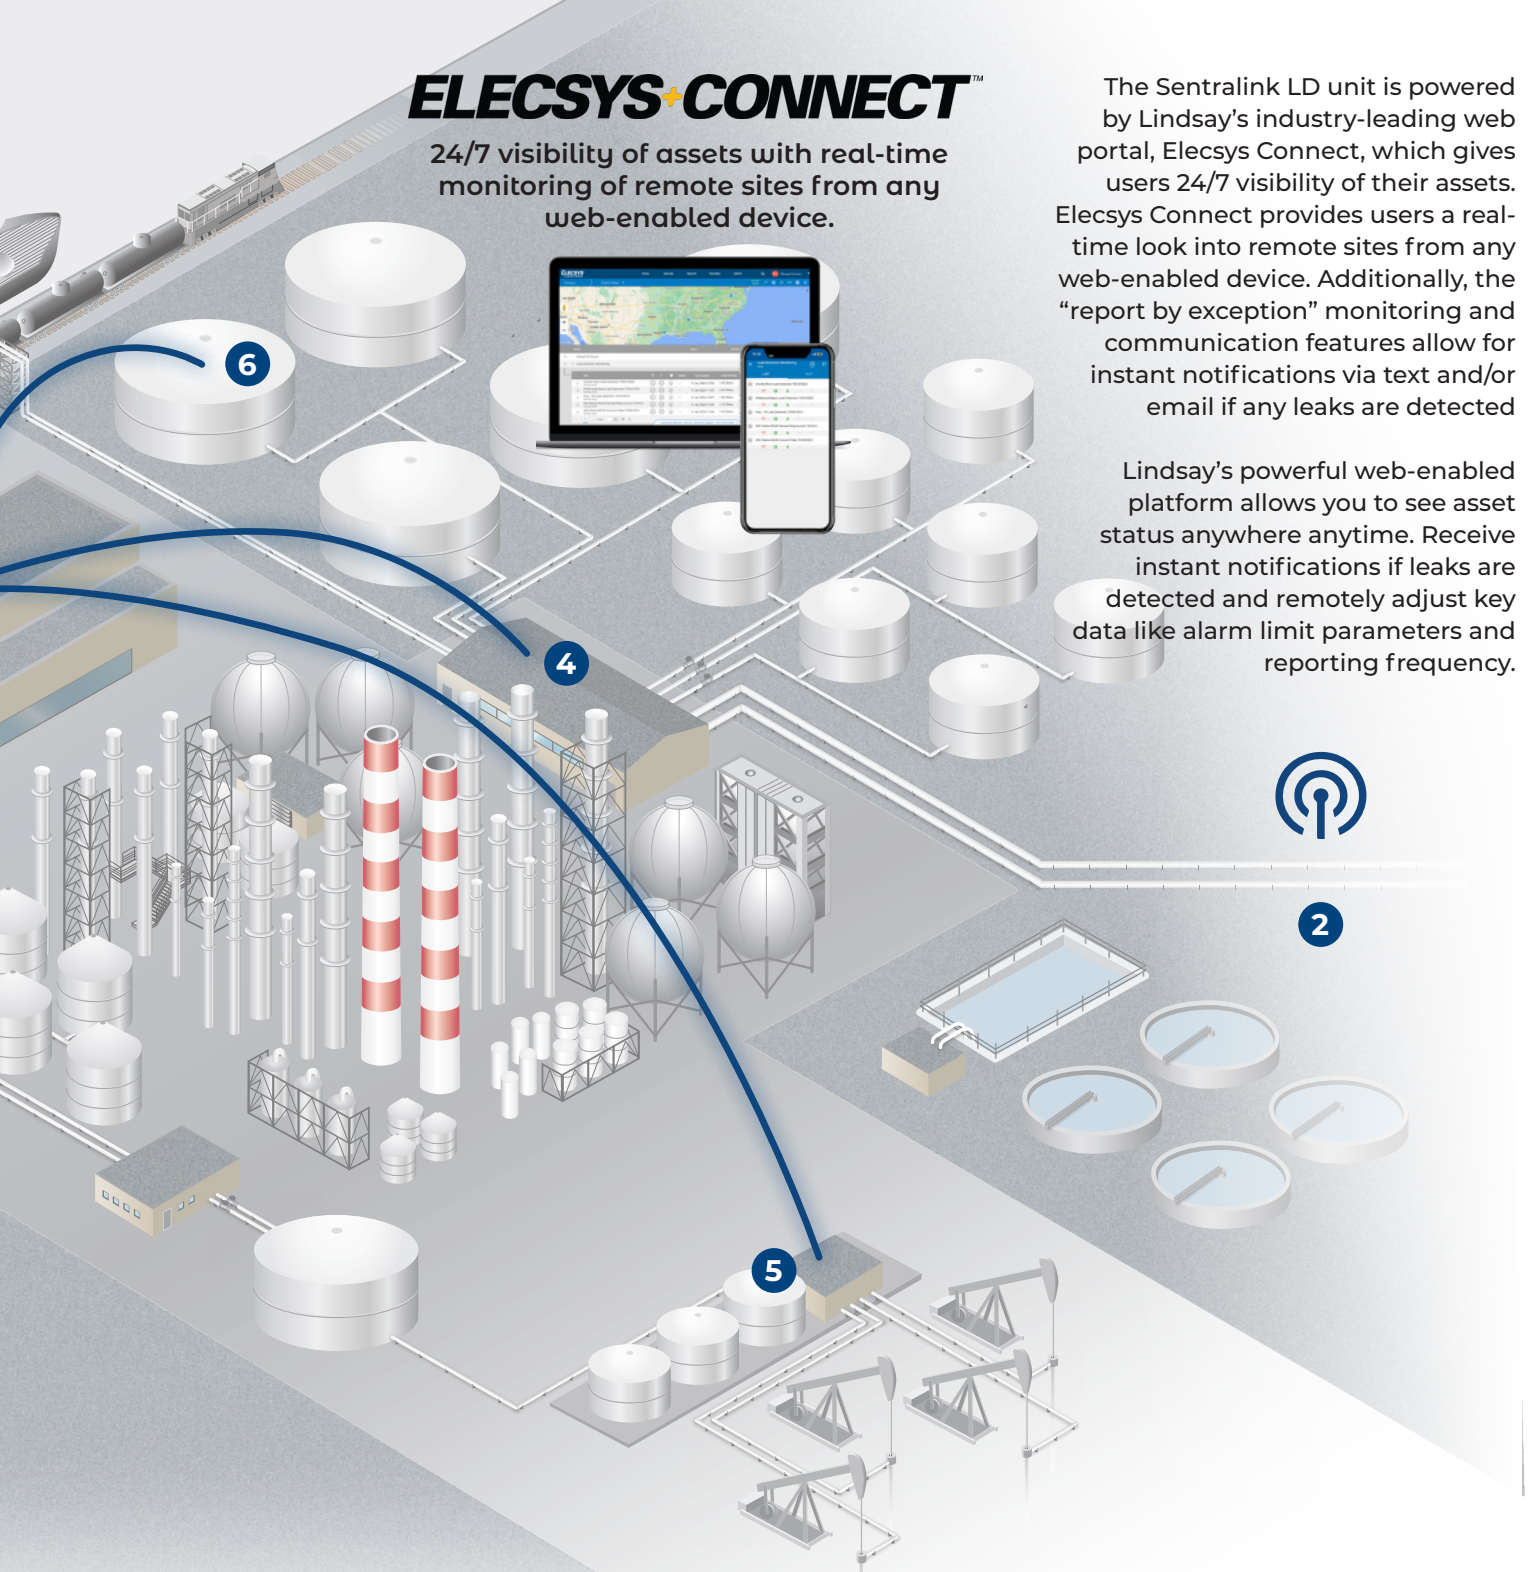 ELECSYS+CONNECT™
24/7 visibility of assets with real-time
monitoring of remote sites from any
web-enabled device.
The Sentralink LD unit is powered
by Lindsay’s industry-leading web
portal, Elecsys Connect, which gives
users 24/7 visibility of their assets.
Elecsys Connect provides users a real-
time look into remote sites from any
web-enabled device. Additionally, the
“report by exception” monitoring and
communication features allow for
instant notifications via text and/or
email if any leaks are detected
Lindsay’s powerful web-enabled
platform allows you to see asset
status anywhere anytime. Receive
instant notifications if leaks are
detected and remotely adjust key
data like alarm limit parameters and
reporting frequency.
ELECSYS
6
4
2
5